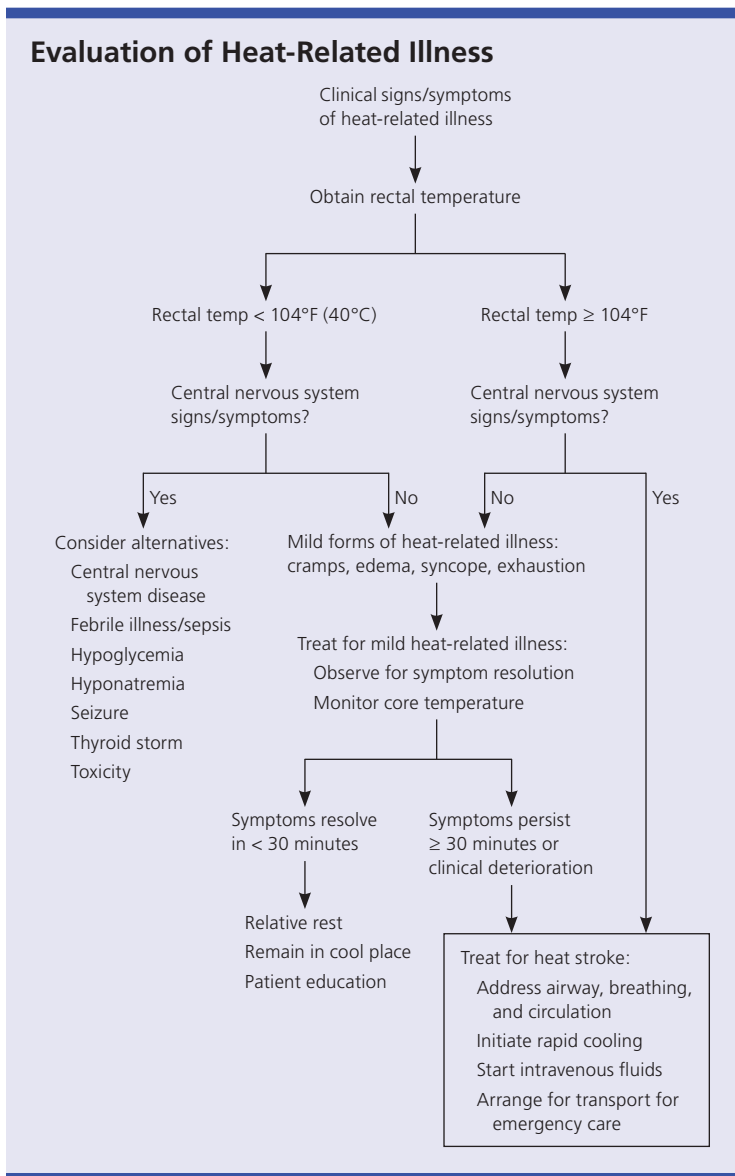 Evaluation of Heat-Related Illness
Clinical signs/symptoms
of heat-related illness
Obtain rectal temperature
Rectal temp < 104°F (40°C)
Rectal temp ≥ 104°F
Central nervous system
signs/symptoms?
Central nervous system
signs/symptoms?
Yes
No
No
Yes
Consider alternatives:
Central nervous
system disease
Febrile illness/sepsis
Hypoglycemia
Hyponatremia
Seizure
Thyroid storm
Toxicity
Mild forms of heat-related illness:
cramps, edema, syncope, exhaustion
Treat for mild heat-related illness:
Observe for symptom resolution
Monitor core temperature
Symptoms resolve
in < 30 minutes
Symptoms persist
≥ 30 minutes or
clinical deterioration
Relative rest
Remain in cool place
Patient education
Treat for heat stroke:
Address airway, breathing,
and circulation
Initiate rapid cooling
Start intravenous fluids
Arrange for transport for
emergency care